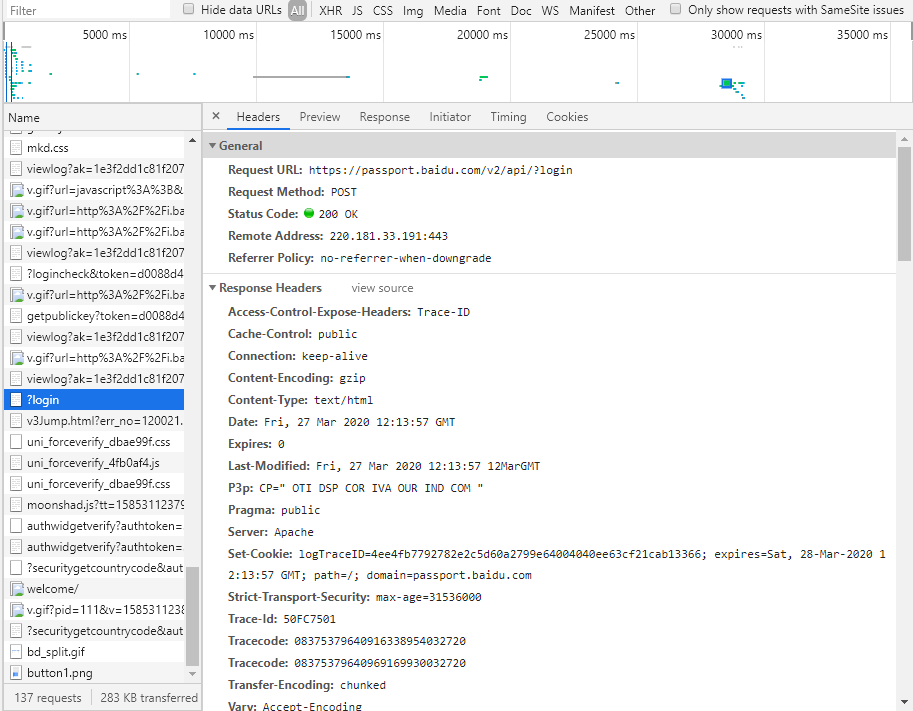 Filter Hide data URLs All XHR JS CSS Img Media Font Doc WS Manifest Other Only show requests with SameSite issues
5000 ms 10000 ms 15000 ms 20000 ms 25000 ms 30000 ms 35000 ms
Name
mkd.css
viewlog?ak=1e3f2dd1c81f207
v.gif?url=javascript%3A%3B&
v.gif?url=http%3A%2F%2Fi.ba
v.gif?url=http%3A%2F%2Fi.ba
viewlog?ak=1e3f2dd1c81f207
?logincheck&token=d0088d4
v.gif?url=http%3A%2F%2Fi.ba
getpublickey?token=d0088d4
viewlog?ak=1e3f2dd1c81f207
v.gif?url=http%3A%2F%2Fi.ba
viewlog?ak=1e3f2dd1c81f207
?login
v3Jump.html?err_no=120021.
uni_forceverify_dbae99f.css
uni_forceverify_4fb0af4.js
uni_forceverify_dbae99f.css
moonshad.js?tt=15853112379
authwidgetverify?authtoken=
authwidgetverify?authtoken=
?securitygetcountrycode&aut
welcome/
v.gif?pid=111&v=1585311238
?securitygetcountrycode&aut
bd_split.gif
button1.png
137 requests 283 KB transferred
× Headers Preview Response Initiator Timing Cookies
General
Request URL: https://passport.baidu.com/v2/api/?login
Request Method: POST
Status Code: 200 OK
Remote Address: 220.181.33.191:443
Referrer Policy: no-referrer-when-downgrade
Response Headers view source
Access-Control-Expose-Headers: Trace-ID
Cache-Control: public
Connection: keep-alive
Content-Encoding: gzip
Content-Type: text/html
Date: Fri, 27 Mar 2020 12:13:57 GMT
Expires: 0
Last-Modified: Fri, 27 Mar 2020 12:13:57 12MarGMT
P3p: CP=" OTI DSP COR IVA OUR IND COM "
Pragma: public
Server: Apache
Set-Cookie: logTraceID=4ee4fb7792782e2c5d60a2799e64004040ee63cf21cab13366; expires=Sat, 28-Mar-2020 1
2:13:57 GMT; path=/; domain=passport.baidu.com
Strict-Transport-Security: max-age=31536000
Trace-Id: 50FC7501
Tracecode: 08375379640916338954032720
Tracecode: 08375379640969169930032720
Transfer-Encoding: chunked
Vary: Accept-Encoding